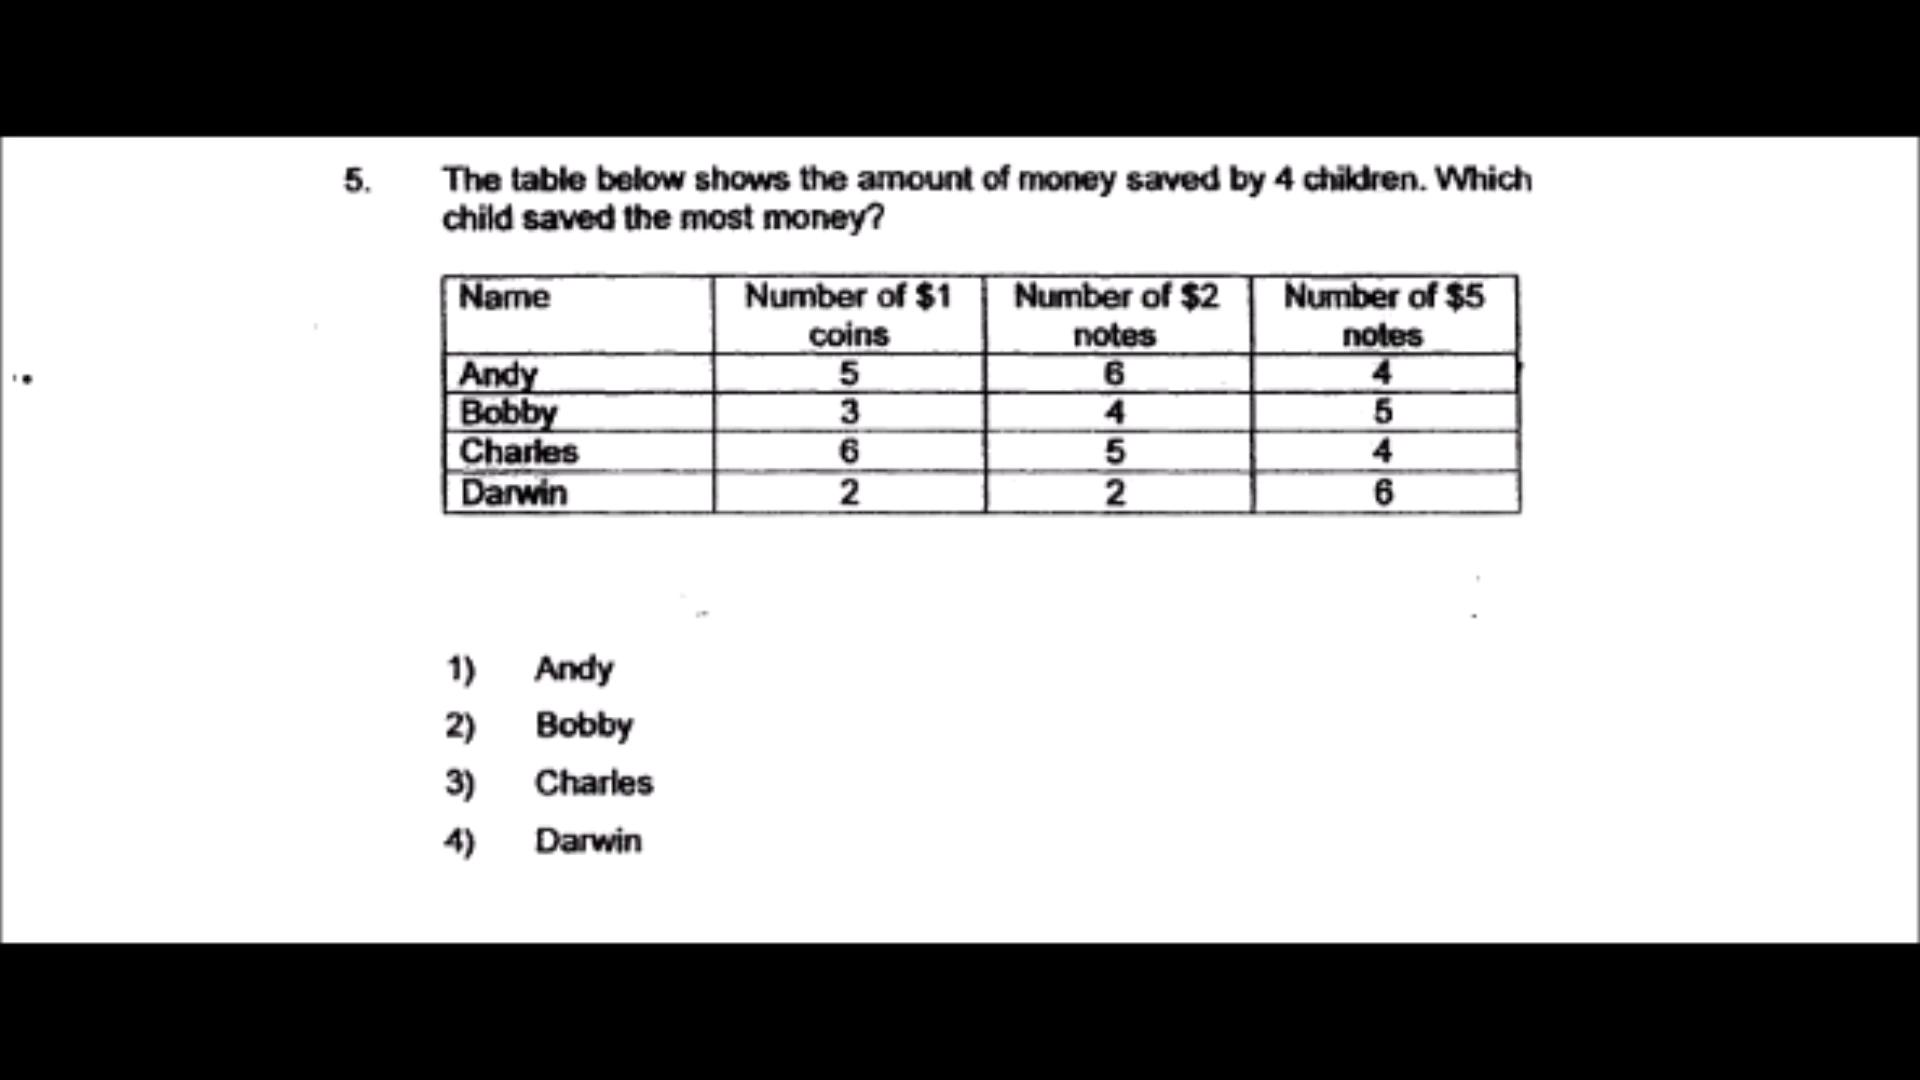 5. The table below shows the amount of money saved by 4 children. Which
child saved the most money?
Name Number of $1 coins Number of $2 notes Number of $5 notes
Andy 5 6 4
Bobby 3 4 5
Charles 6 5 4
Darwin 2 2 6
1) Andy
2) Bobby
3) Charles
4) Darwin